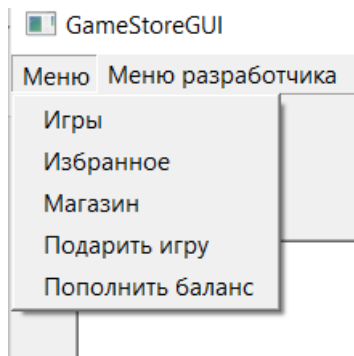 GameStoreGUI
Меню Меню разработчика
Игры
Избранное
Магазин
Подарить игру
Пополнить баланс